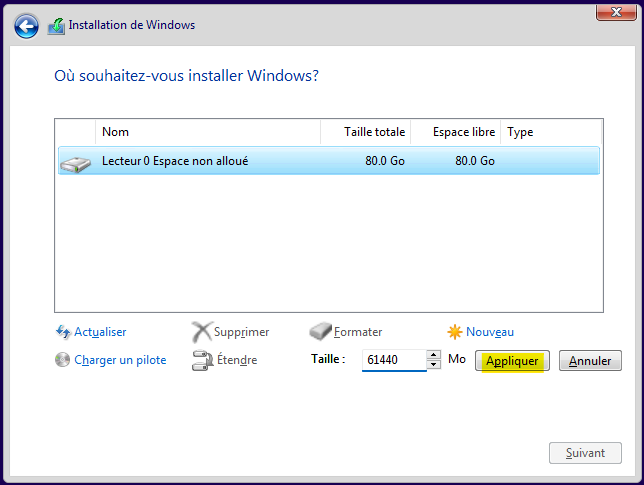 Installation de Windows
Où souhaitez-vous installer Windows?
Nom Taille totale Espace libre Type
Lecteur 0 Espace non alloué 80.0 Go 80.0 Go
Actualiser Supprimer Formater Nouveau
Charger un pilote Étendre Taille : 61440 Mo Appliquer Annuler
Suivant